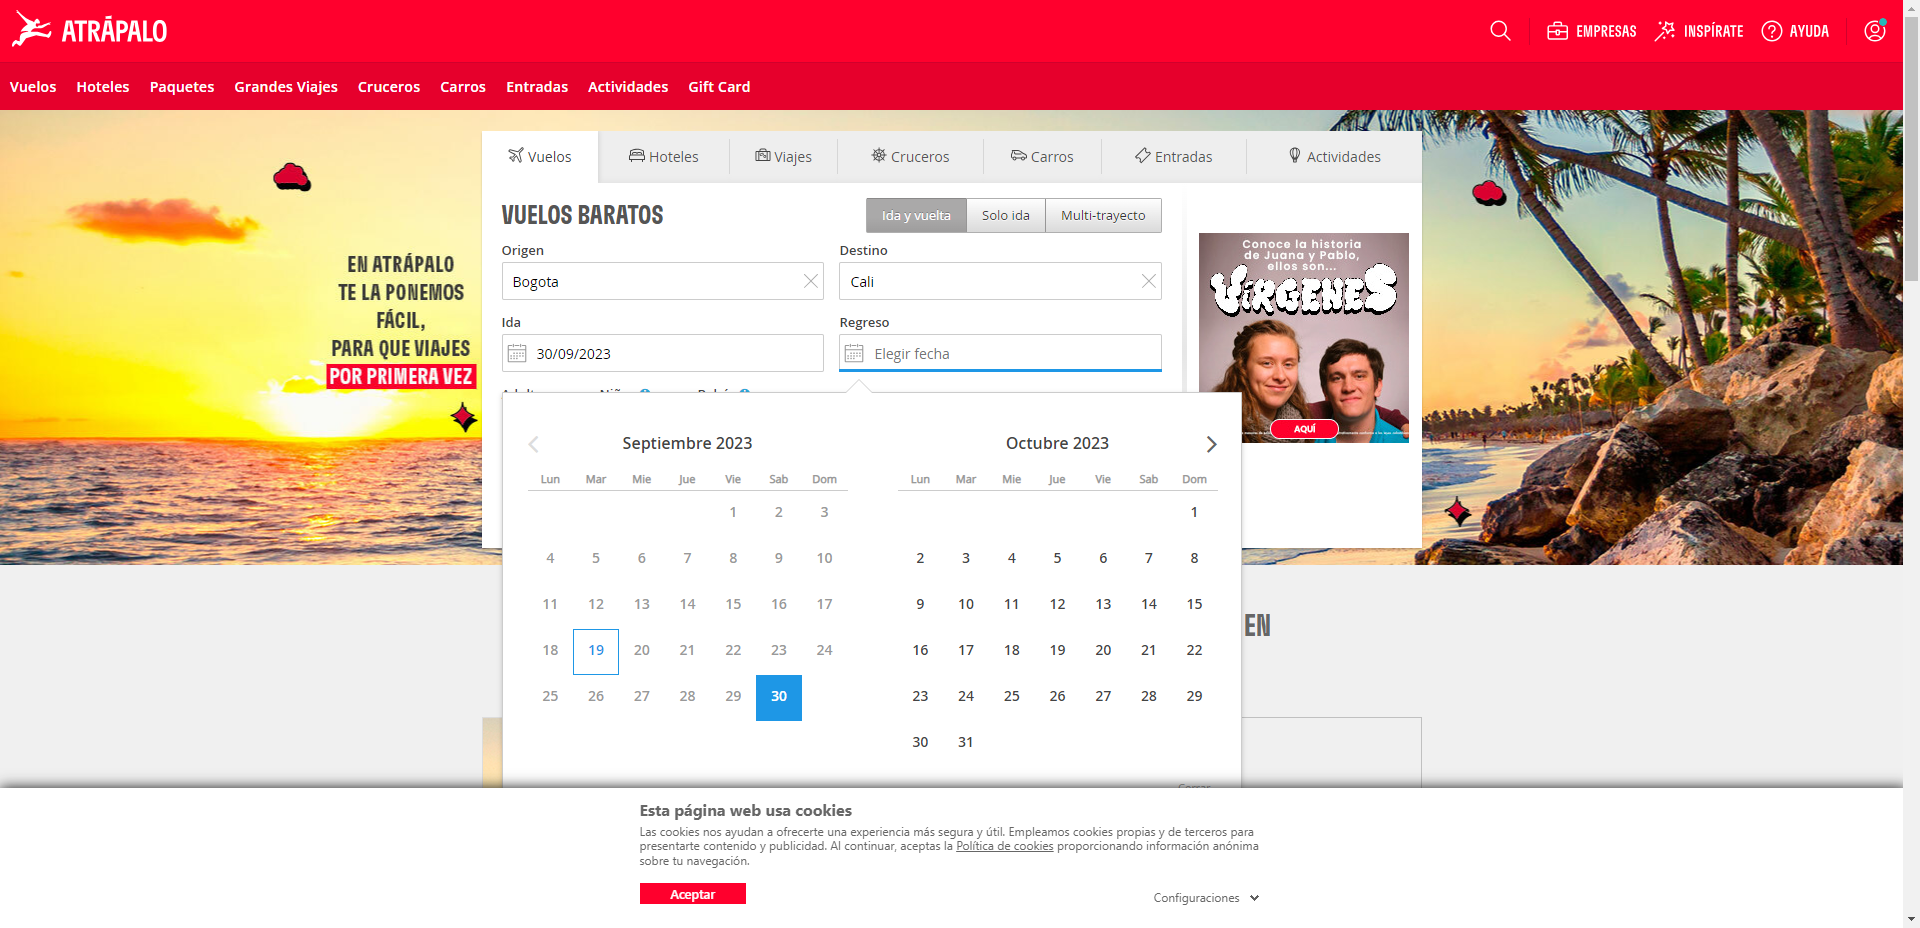 ATRÁPALO
EMPRESAS
INSPÍRATE
AYUDA
Vuelos Hoteles Paquetes Grandes Viajes Cruceros Carros Entradas Actividades Gift Card
Vuelos
Hoteles
Viajes
Cruceros
Carros
Entradas
Actividades
EN ATRÁPALO
TE LA PONEMOS
FÁCIL,
PARA QUE VIAJES
POR PRIMERA VEZ
VUELOS BARATOS
Ida y vuelta Solo ida Multi-trayecto
Origen
Destino
Bogota
Cali
Ida
Regreso
30/09/2023
Elegir fecha
Conoce la historia
de Juana y Pablo,
ellos son...
VíRGENES
AQUÍ
Septiembre 2023
Lun Mar Mie Jue Vie Sab Dom
1 2 3
4 5 6 7 8 9 10
11 12 13 14 15 16 17
18 19 20 21 22 23 24
25 26 27 28 29 30
Octubre 2023
Lun Mar Mie Jue Vie Sab Dom
1
2 3 4 5 6 7 8
9 10 11 12 13 14 15
16 17 18 19 20 21 22
23 24 25 26 27 28 29
30 31
EN
Esta página web usa cookies
Las cookies nos ayudan a ofrecerte una experiencia más segura y útil. Empleamos cookies propias y de terceros para
presentarte contenido y publicidad. Al continuar, aceptas la Política de cookies proporcionando información anónima
sobre tu navegación.
Aceptar
Configuraciones